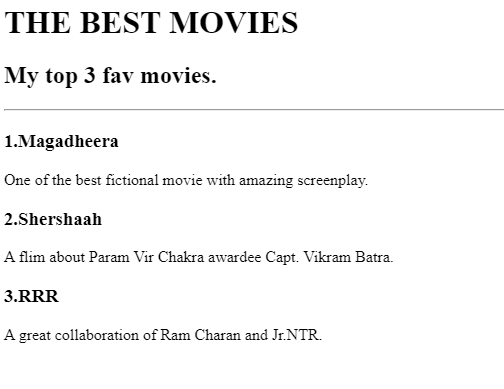 THE BEST MOVIES
My top 3 fav movies.
1.Magadheera
One of the best fictional movie with amazing screenplay.
2.Shershaah
A flim about Param Vir Chakra awardee Capt. Vikram Batra.
3.RRR
A great collaboration of Ram Charan and Jr.NTR.